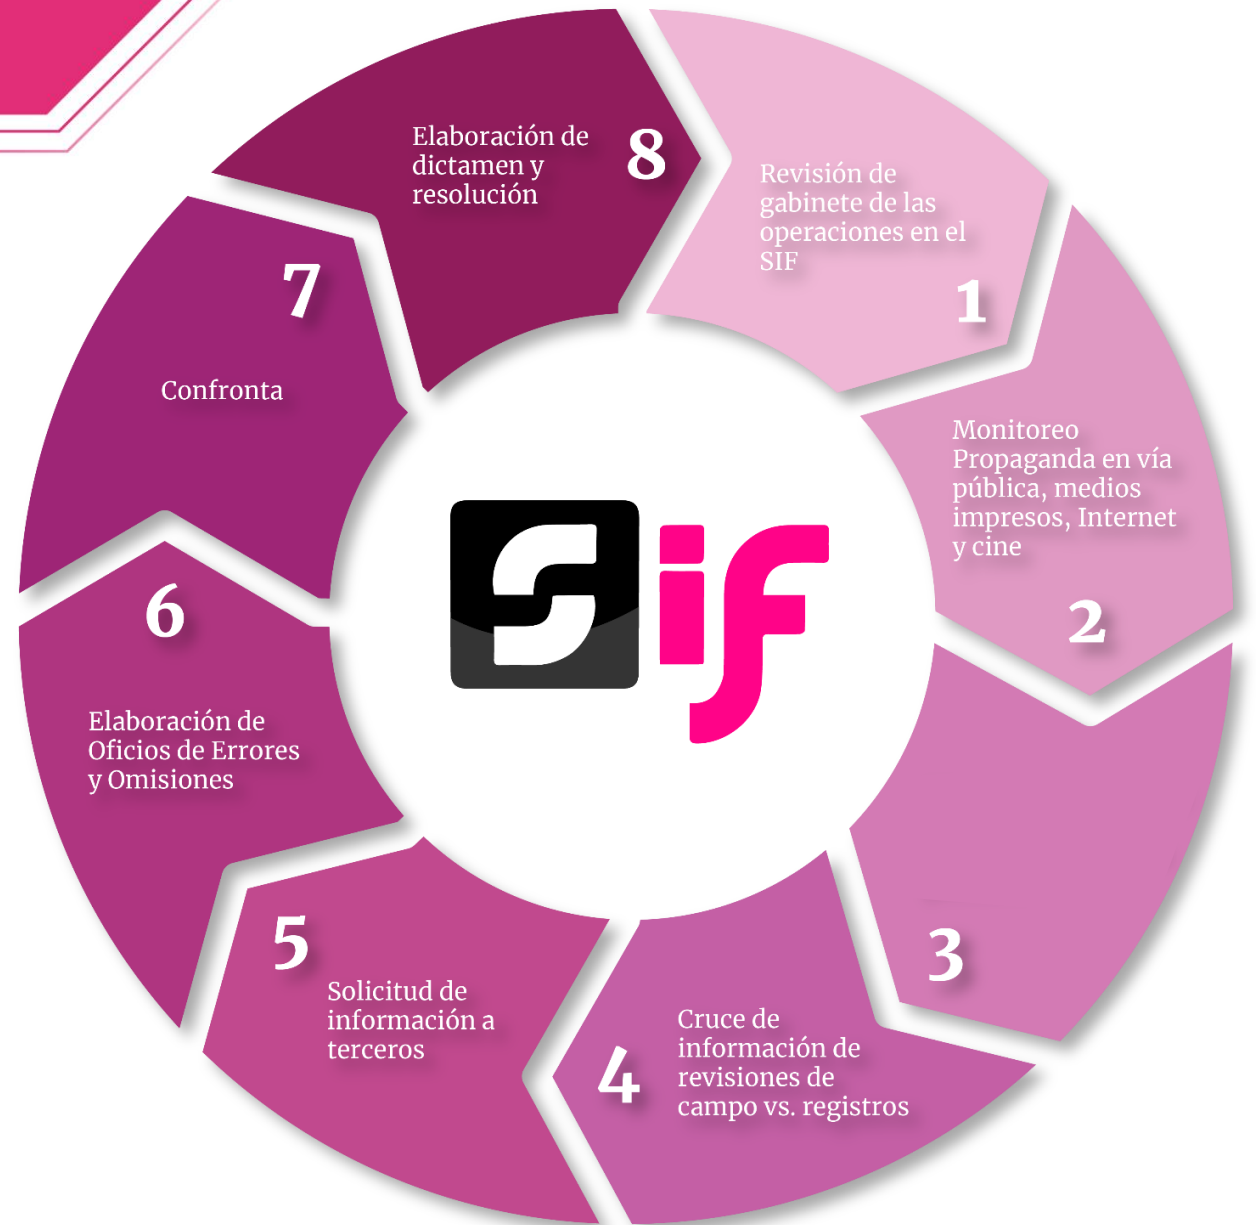 Revisión de
gabinete de las
operaciones en el
SIF
1
Monitoreo
Propaganda en vía
pública, medios
impresos, Internet
y cine
2
3
Cruce de
información de
revisiones de
campo vs. registros
4
5
Solicitud de
información a
terceros
6
Elaboración de
Oficios de Errores
y Omisiones
7
Confronta
Elaboración de
dictamen y
resolución
8
Sif